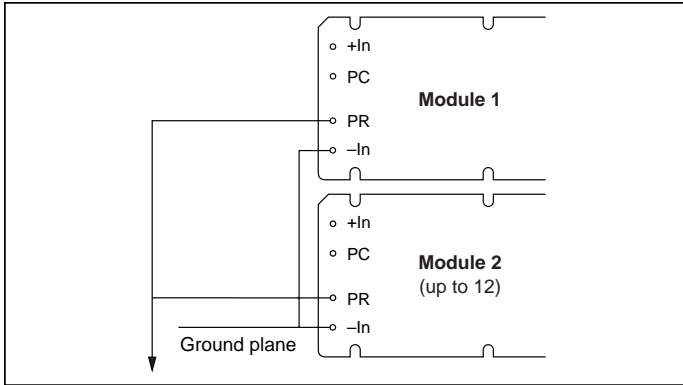 +In
PC
Module 1
PR
–In
+In
PC
Module 2
(up to 12)
PR
–In
Ground plane